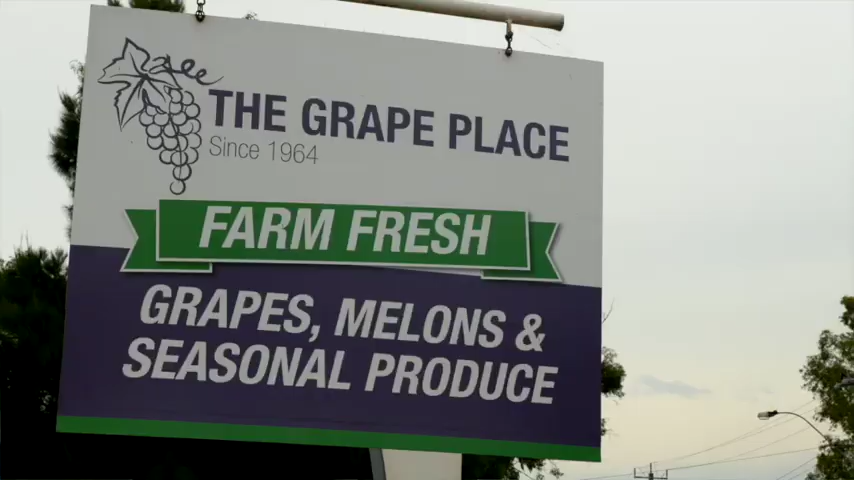 THE GRAPE PLACE
Since 1964
FARM FRESH
GRAPES, MELONS &
SEASONAL PRODUCE